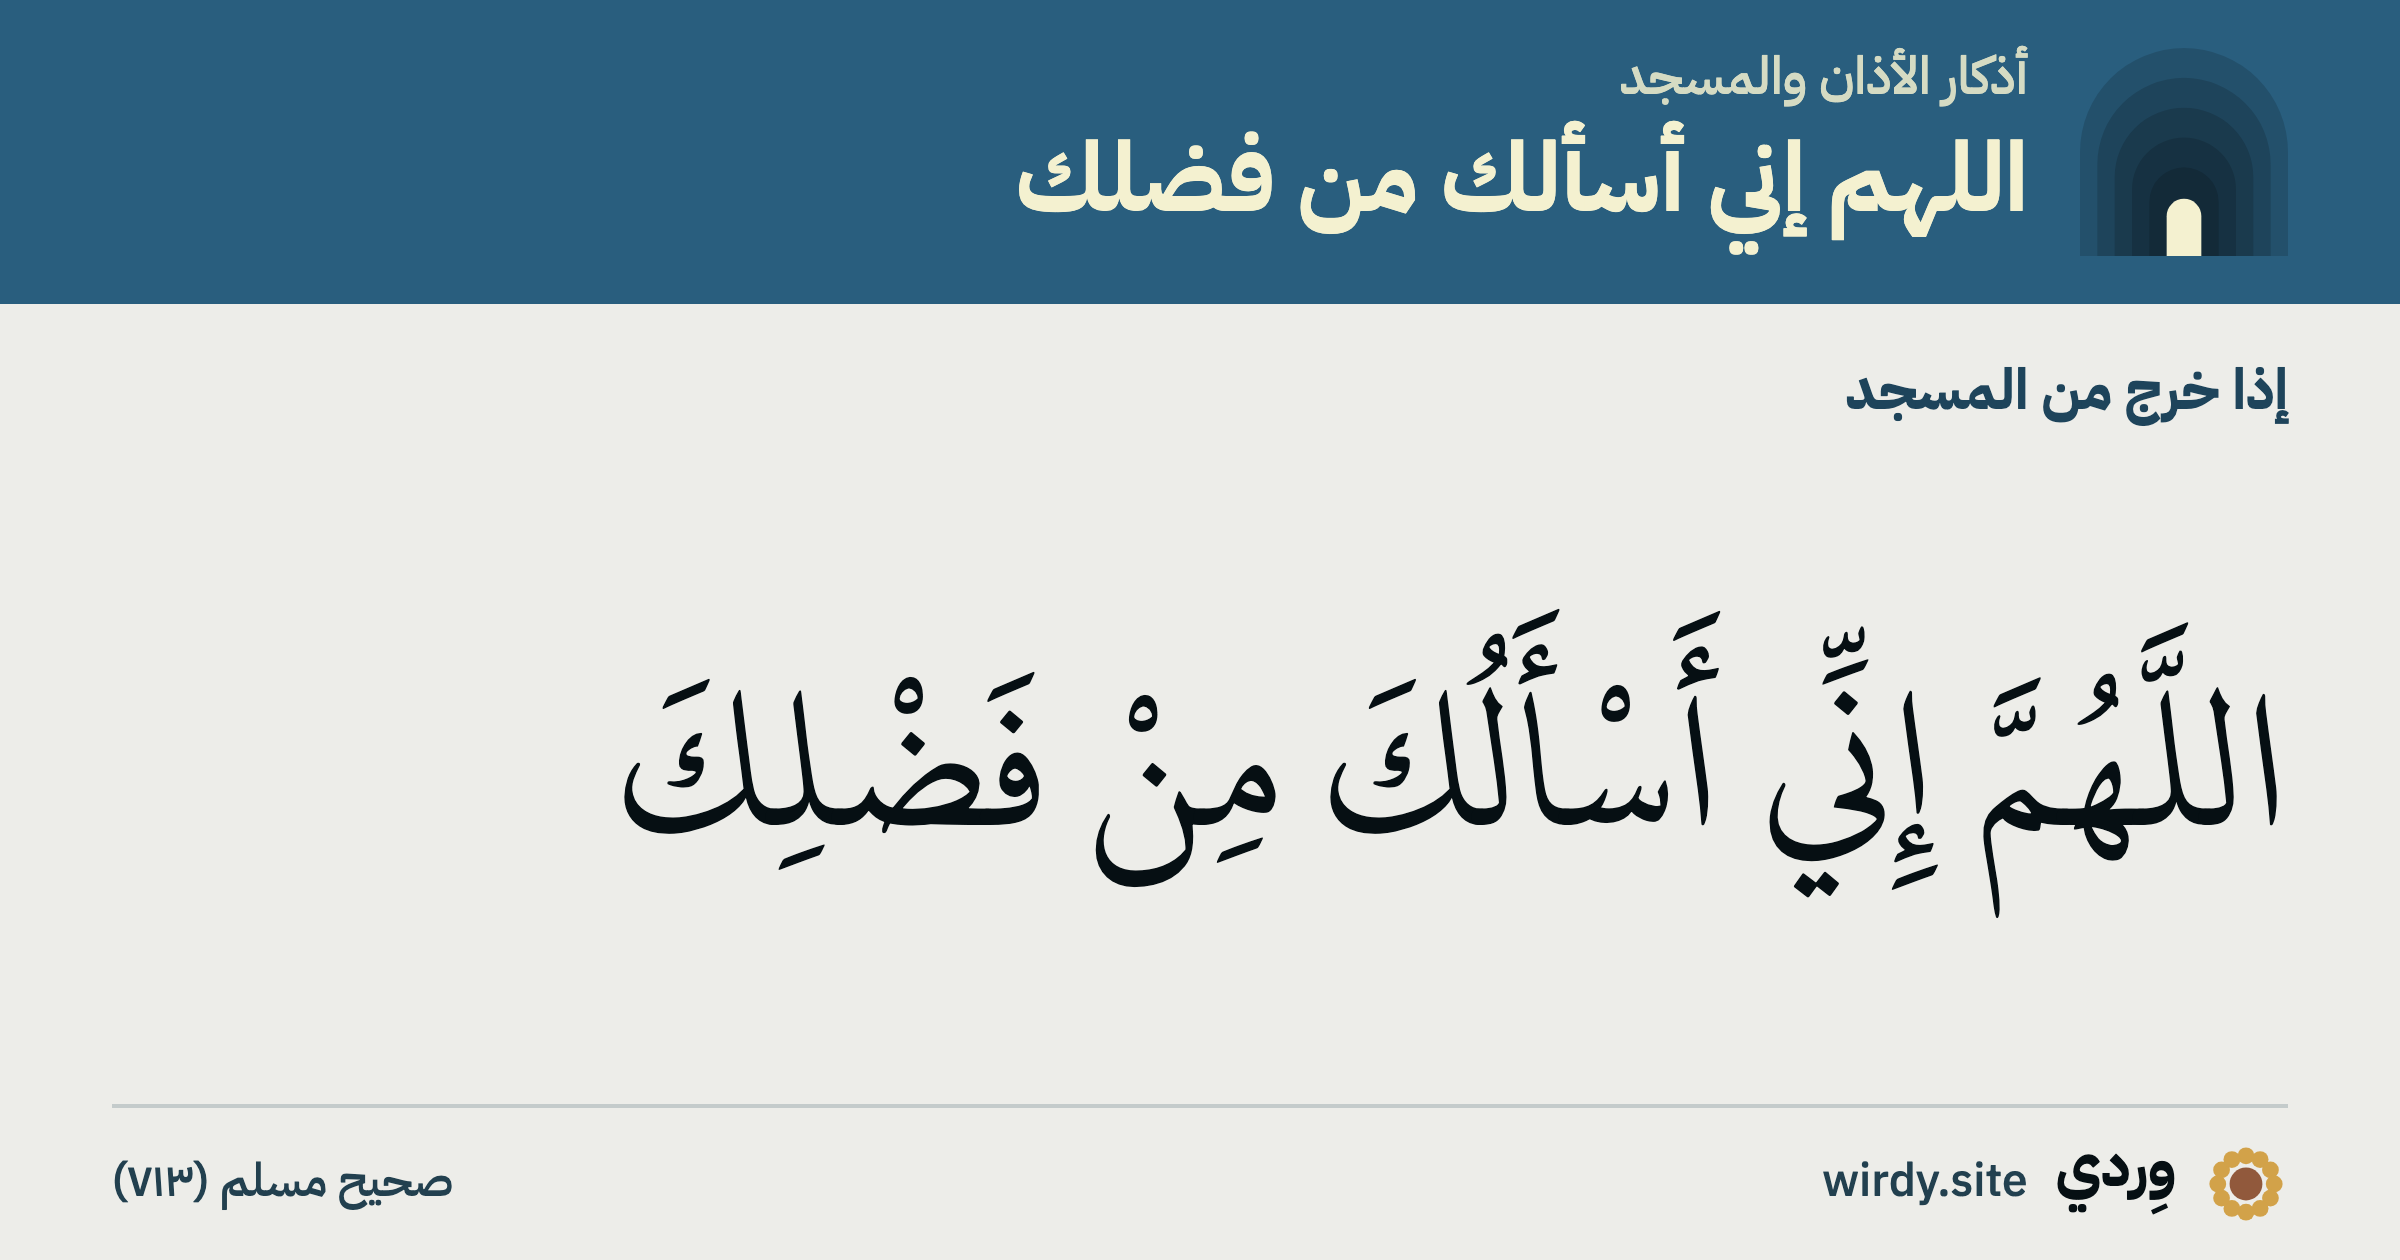 أذكار الأذان والمسجد
اللهم إني أسألك من فضلك
إذا خرج من المسجد
اللَّهُمَّ إِنِّي أَسْأَلُكَ مِنْ فَضْلِكَ
وِردي wirdy.site
صحيح مسلم (٧١٣)